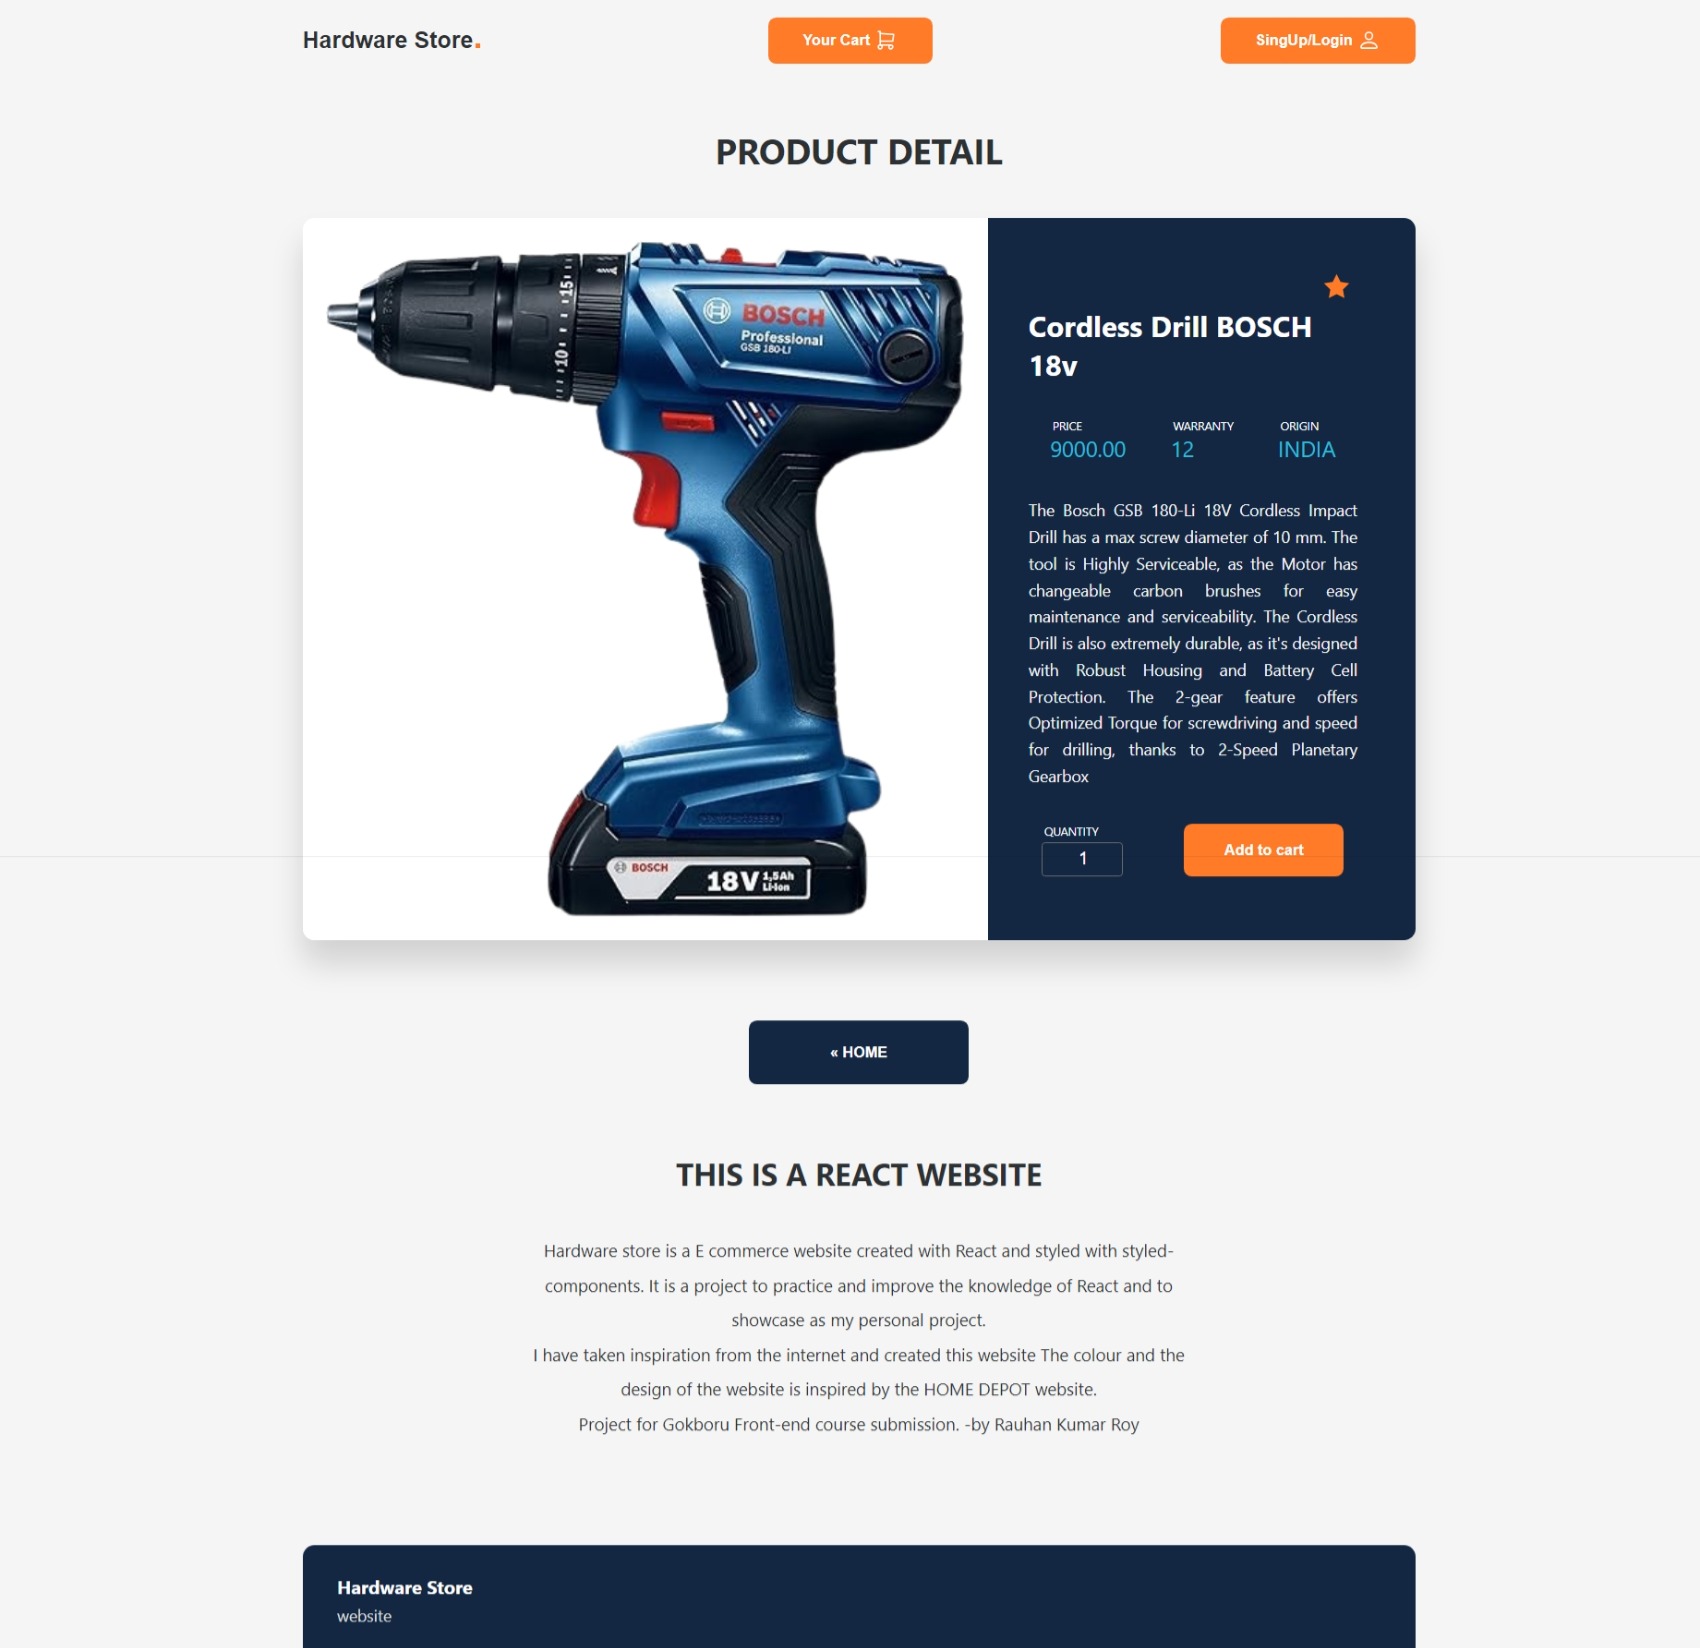 Hardware Store.
Your Cart
SingUp/Login
PRODUCT DETAIL
15
10
BOSCH
Professional
GSB 180-LI
BOSCH
18V 1,5Ah
Li-Ion
Cordless Drill BOSCH
18v
PRICE WARRANTY ORIGIN
9000.00 12 INDIA
The Bosch GSB 180-Li 18V Cordless Impact
Drill has a max screw diameter of 10 mm. The
tool is Highly Serviceable, as the Motor has
changeable carbon brushes for easy
maintenance and serviceability. The Cordless
Drill is also extremely durable, as it's designed
with Robust Housing and Battery Cell
Protection. The 2-gear feature offers
Optimized Torque for screwdriving and speed
for drilling, thanks to 2-Speed Planetary
Gearbox
QUANTITY
1
Add to cart
« HOME
THIS IS A REACT WEBSITE
Hardware store is a E commerce website created with React and styled with styled-
components. It is a project to practice and improve the knowledge of React and to
showcase as my personal project.
I have taken inspiration from the internet and created this website The colour and the
design of the website is inspired by the HOME DEPOT website.
Project for Gokboru Front-end course submission. -by Rauhan Kumar Roy
Hardware Store
website